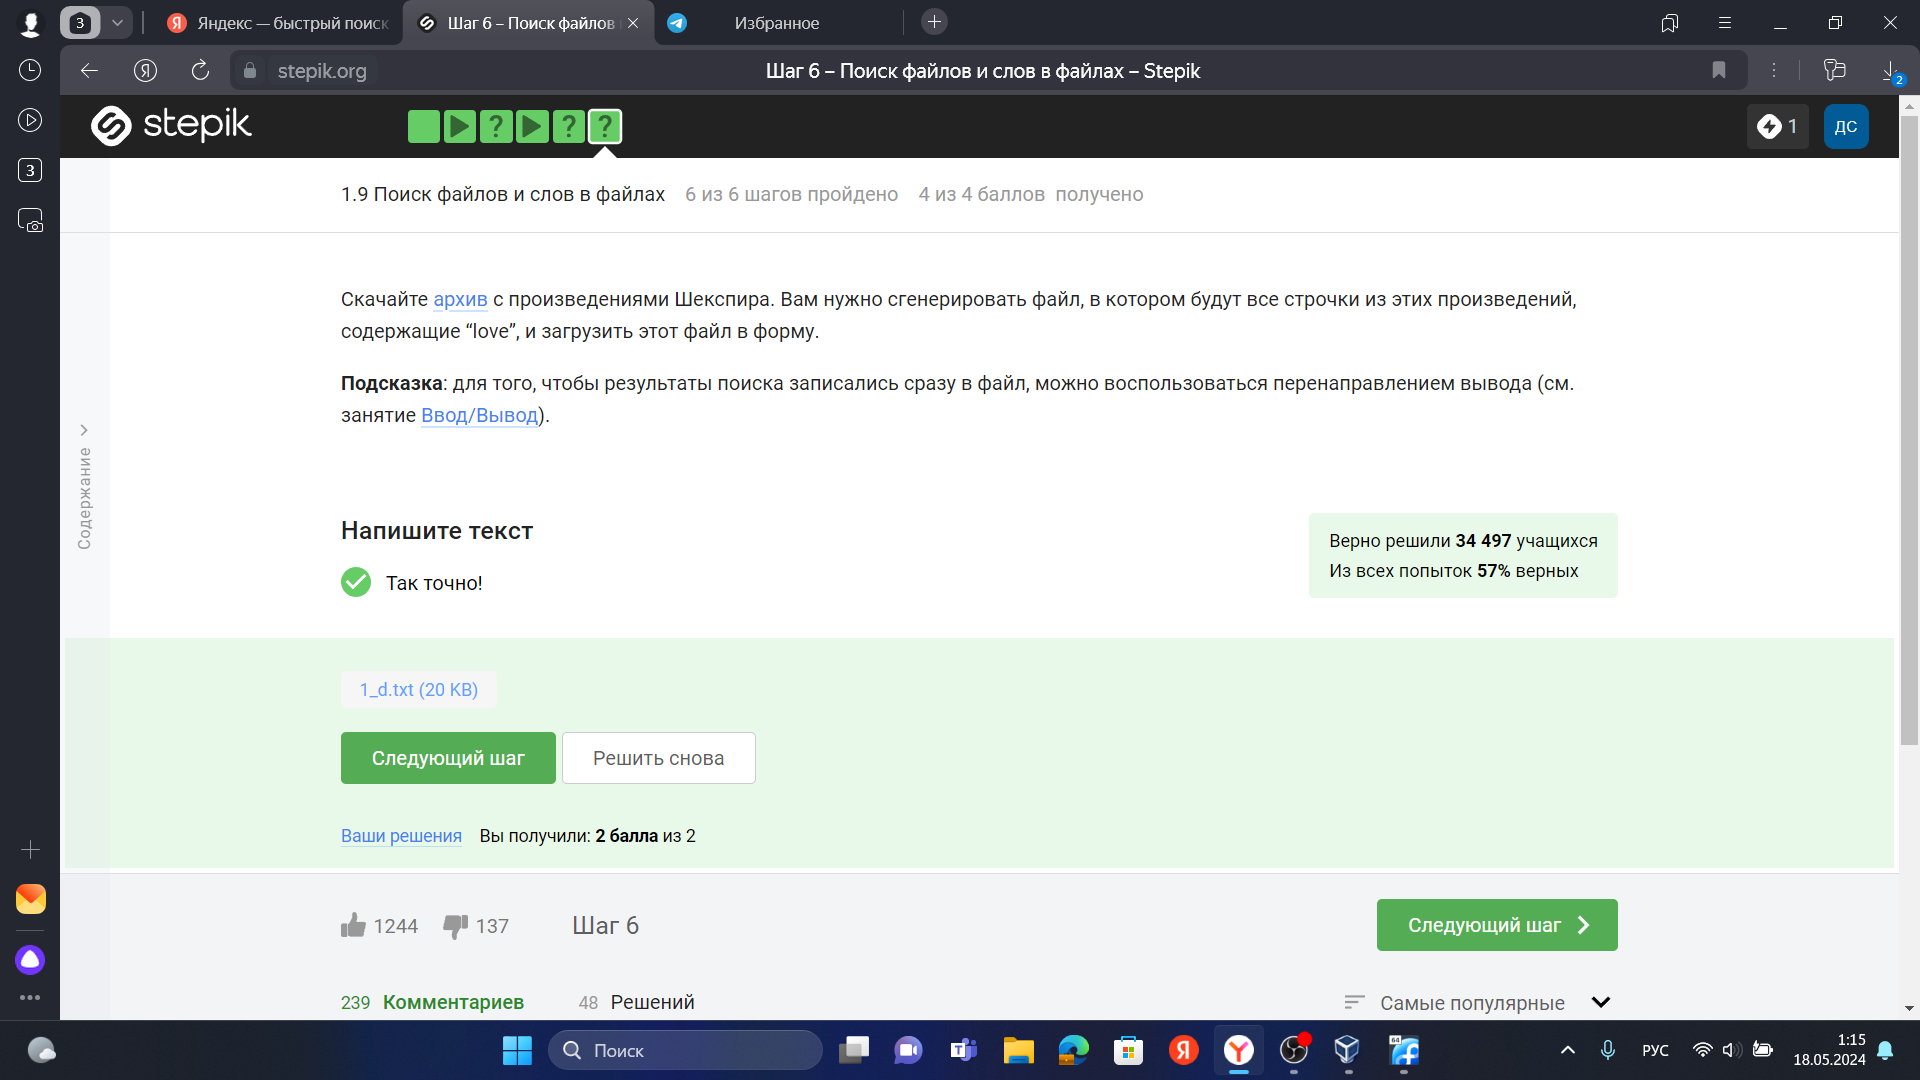 3
Яндекс — быстрый поиск
Шаг 6 – Поиск файлов
Избранное
stepik.org
Шаг 6 – Поиск файлов и слов в файлах – Stepik
2
3
stepik
? ? ?
1
ДС
1.9 Поиск файлов и слов в файлах 6 из 6 шагов пройдено 4 из 4 баллов получено
Содержание
Скачайте архив с произведениями Шекспира. Вам нужно сгенерировать файл, в котором будут все строчки из этих произведений,
содержащие “love”, и загрузить этот файл в форму.
Подсказка: для того, чтобы результаты поиска записались сразу в файл, можно воспользоваться перенаправлением вывода (см.
занятие Ввод/Вывод).
Напишите текст
Так точно!
Верно решили 34 497 учащихся
Из всех попыток 57% верных
1_d.txt (20 KB)
Следующий шаг
Решить снова
Ваши решения Вы получили: 2 балла из 2
1244 137 Шаг 6
Следующий шаг
239 Комментариев 48 Решений
Самые популярные
Поиск
64
РУС
1:15
18.05.2024